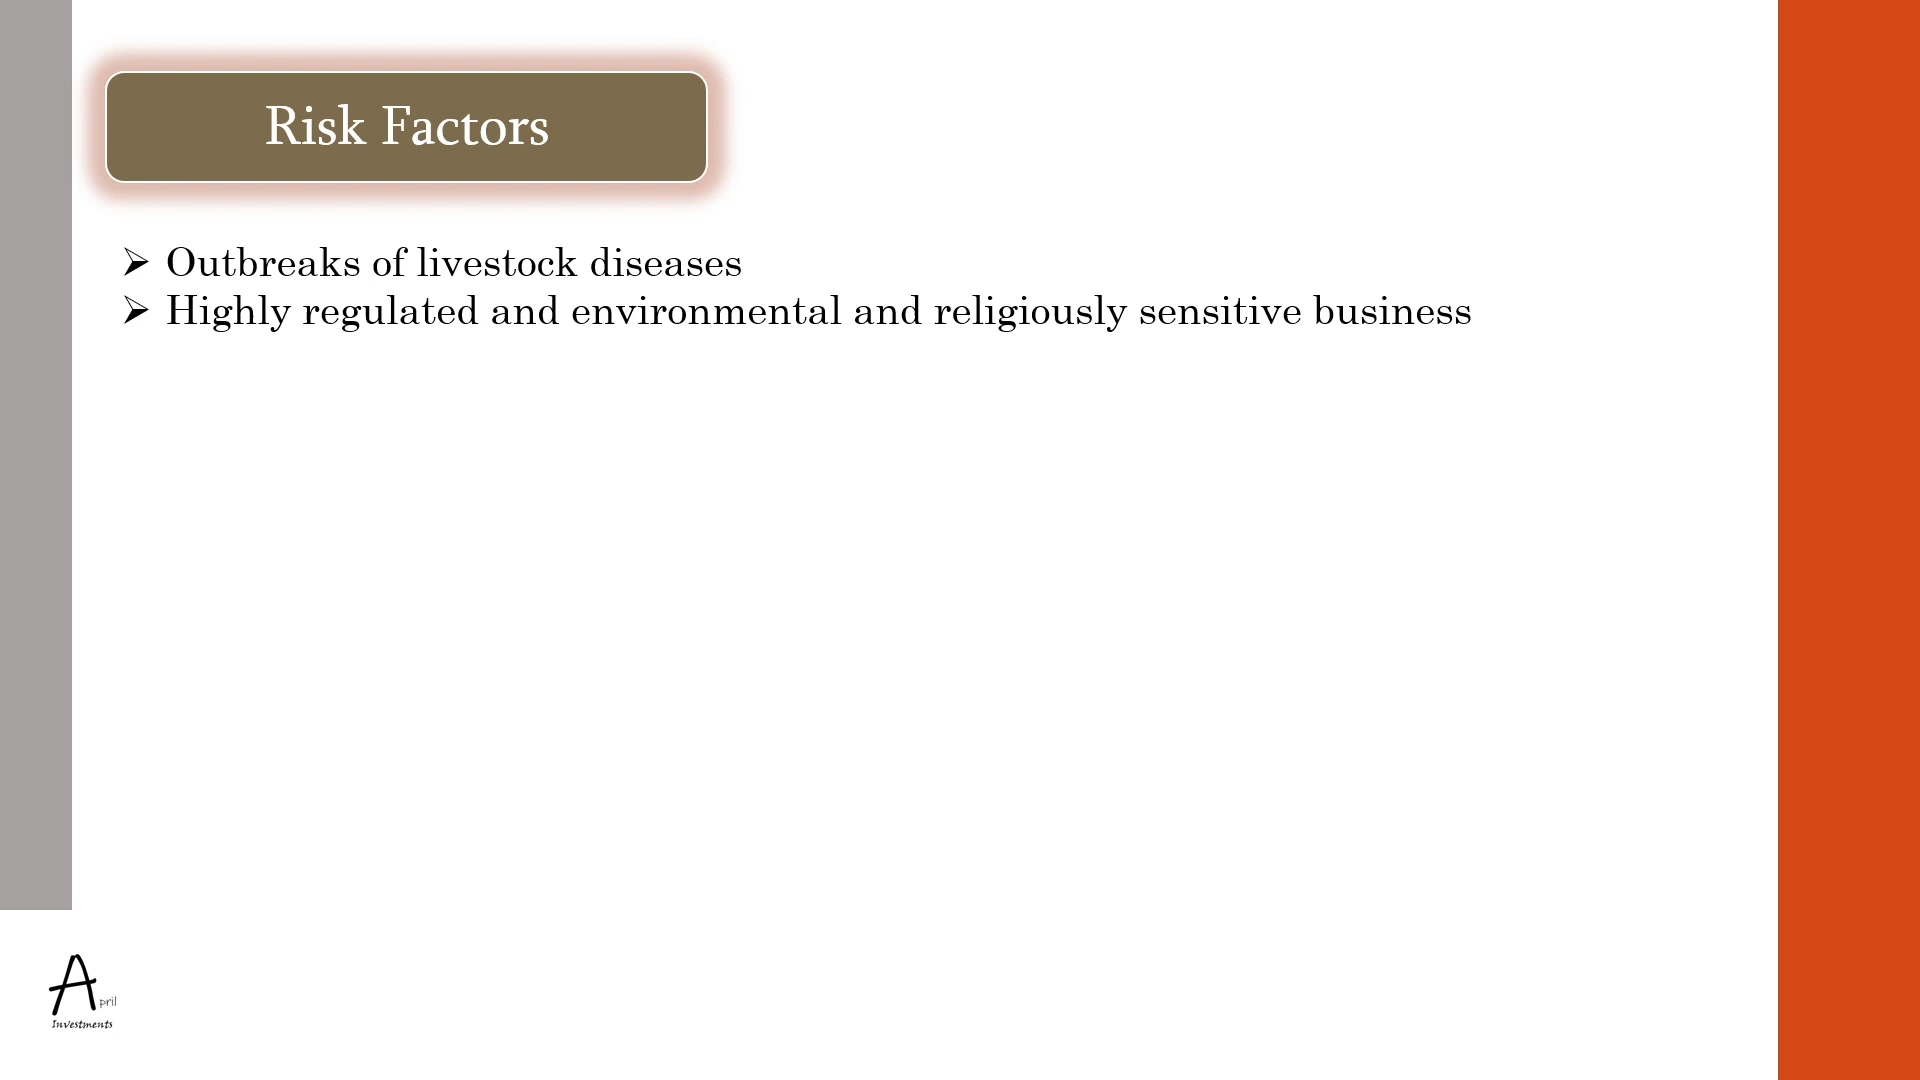 Risk Factors
➢ Outbreaks of livestock diseases
➢ Highly regulated and environmental and religiously sensitive business
April
Investments